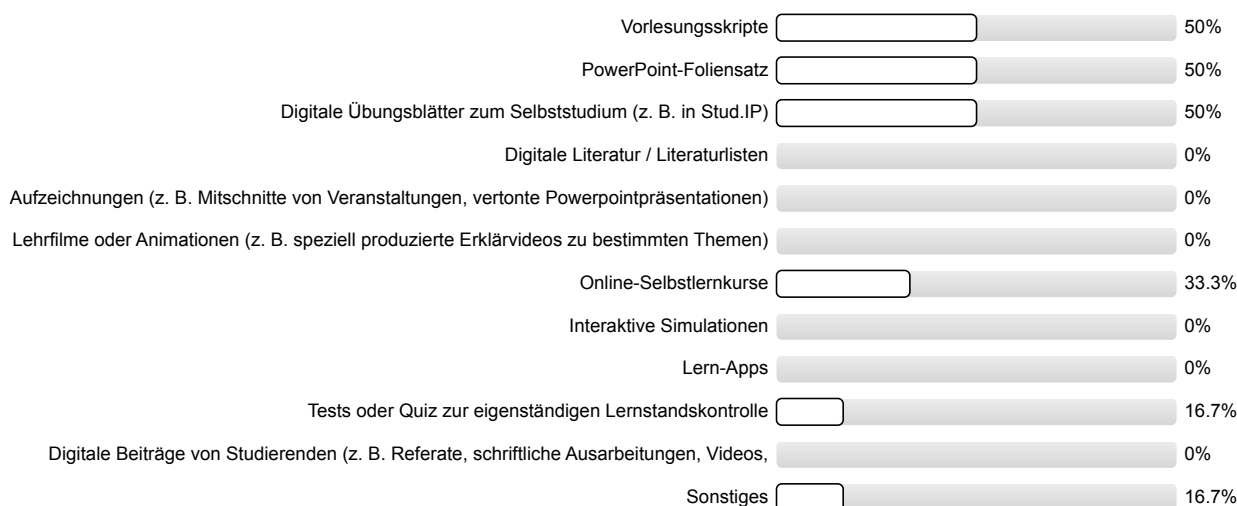 Vorlesungsskripte 50%
PowerPoint-Foliensatz 50%
Digitale Übungsblätter zum Selbststudium (z. B. in Stud.IP) 50%
Digitale Literatur / Literaturlisten 0%
Aufzeichnungen (z. B. Mitschnitte von Veranstaltungen, vertonte Powerpointpräsentationen) 0%
Lehrfilme oder Animationen (z. B. speziell produzierte Erklärvideos zu bestimmten Themen) 0%
Online-Selbstlernkurse 33.3%
Interaktive Simulationen 0%
Lern-Apps 0%
Tests oder Quiz zur eigenständigen Lernstandskontrolle 16.7%
Digitale Beiträge von Studierenden (z. B. Referate, schriftliche Ausarbeitungen, Videos, 0%
Sonstiges 16.7%